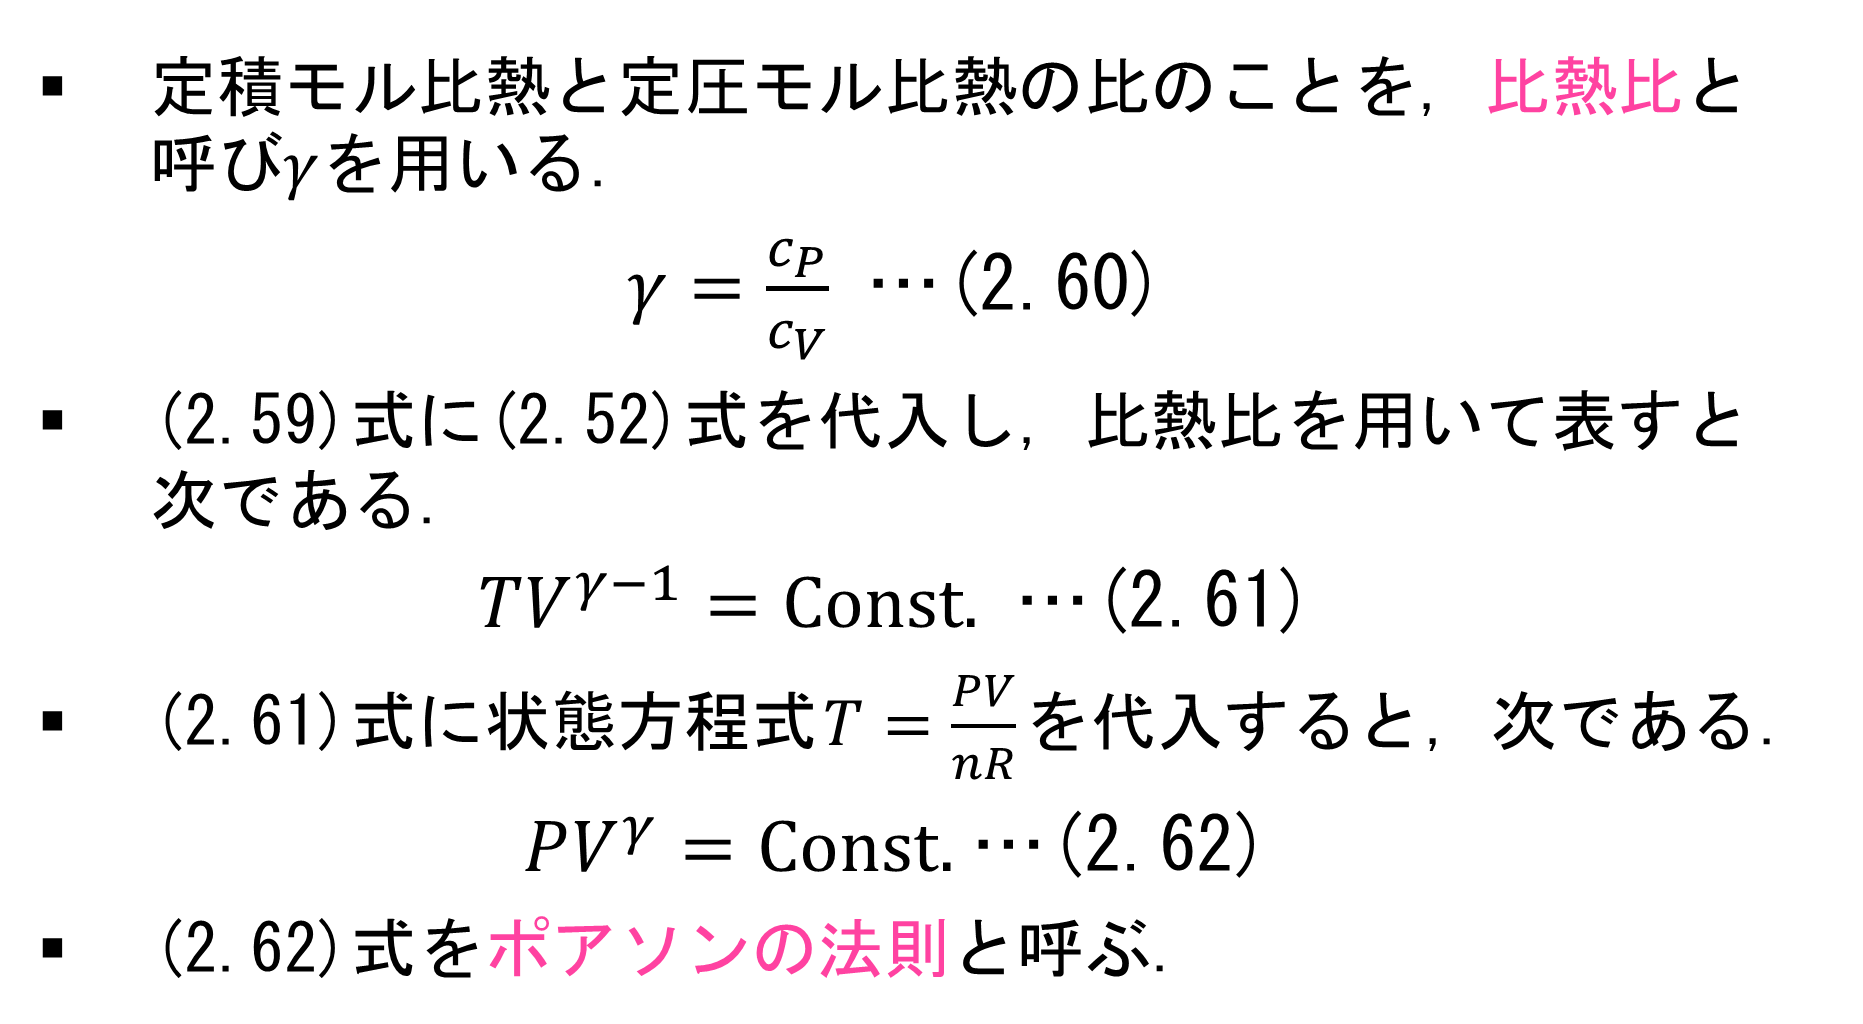 ▪ 定積モル比熱と定圧モル比熱の比のことを，比熱比と
呼びγを用いる．
γ = c_P/c_V …(2.60)
▪ (2.59)式に(2.52)式を代入し，比熱比を用いて表すと
次である．
TV^{γ−1} = Const. …(2.61)
▪ (2.61)式に状態方程式T = PV/nRを代入すると，次である．
PV^γ = Const. …(2.62)
▪ (2.62)式をポアソンの法則と呼ぶ．